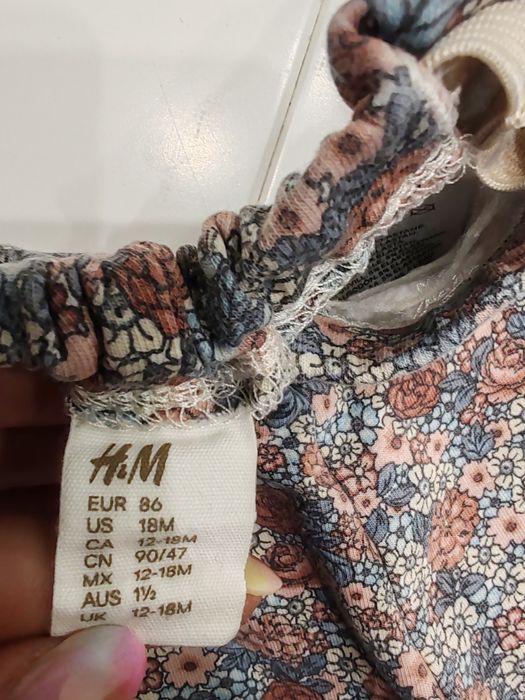 H&M
EUR 86
US 18M
CA 12-18M
CN 90/47
MX 12-18M
AUS 1½
UK 12-18M